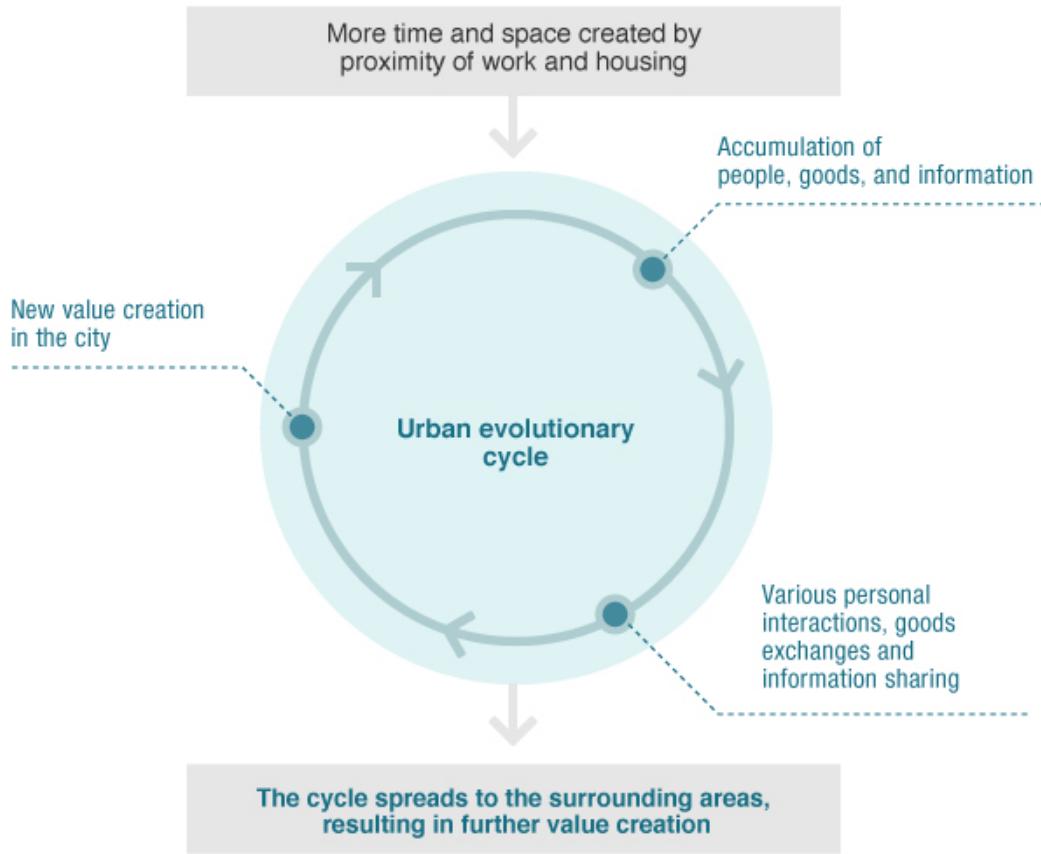 More time and space created by
proximity of work and housing
Accumulation of
people, goods, and information
New value creation
in the city
Urban evolutionary
cycle
Various personal
interactions, goods
exchanges and
information sharing
The cycle spreads to the surrounding areas,
resulting in further value creation